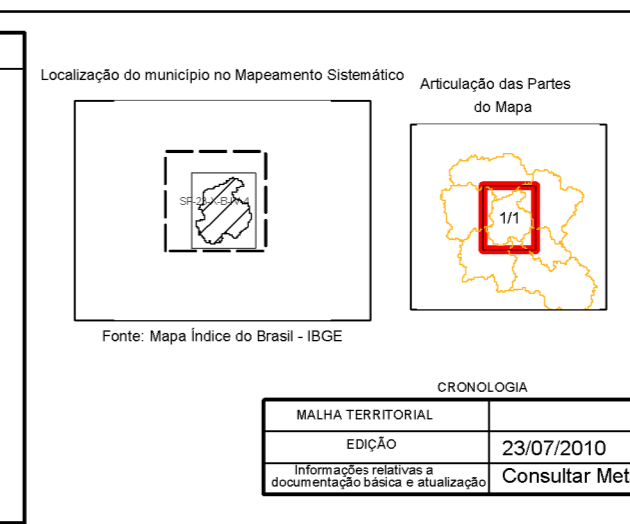 Localização do município no Mapeamento Sistemático
Articulação das Partes
do Mapa
1/1
Fonte: Mapa Índice do Brasil - IBGE
CRONOLOGIA
MALHA TERRITORIAL
EDIÇÃO
23/07/2010
Informações relativas a
documentação básica e atualização
Consultar Met